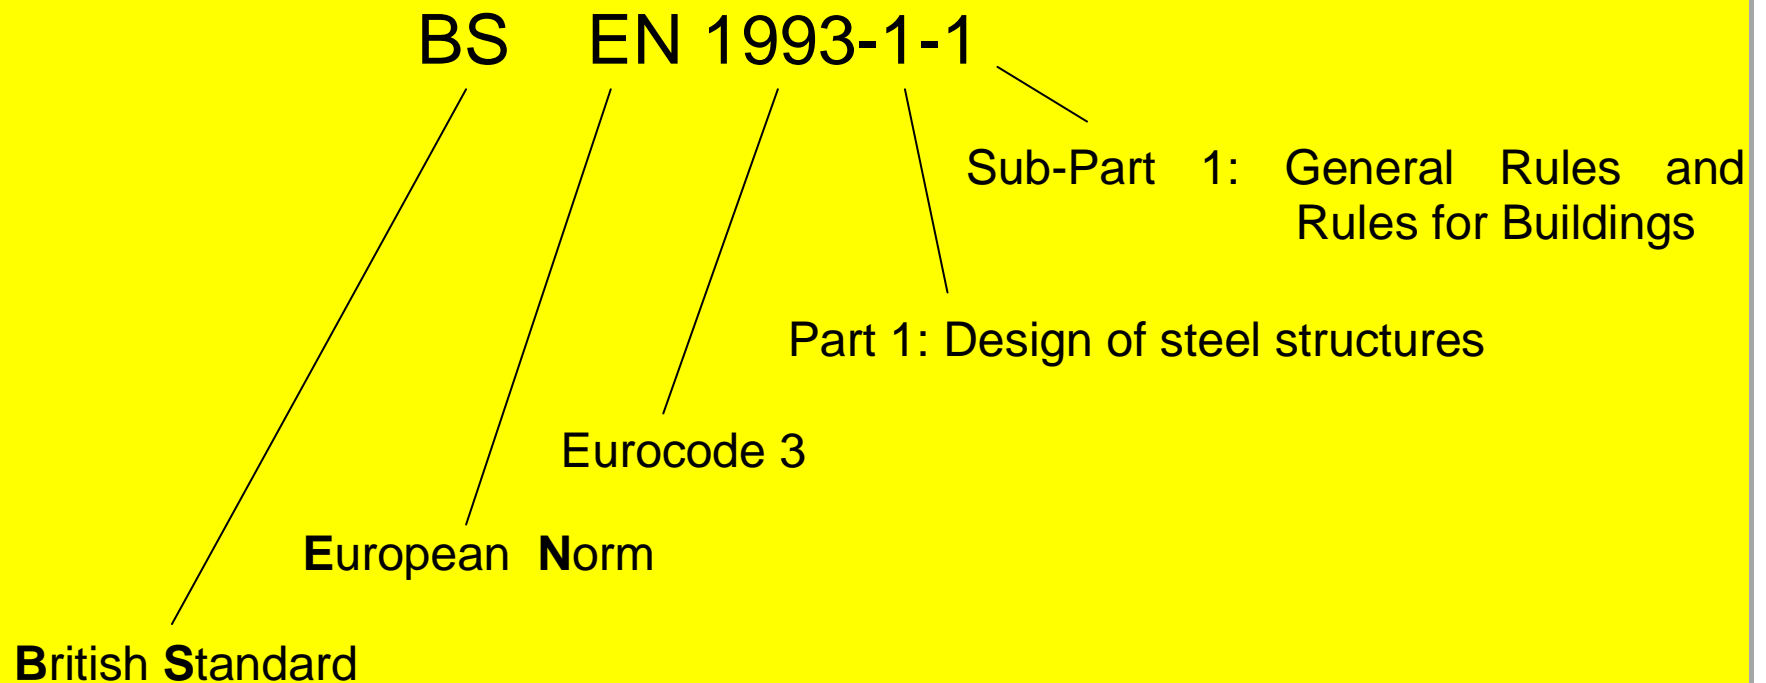 BS EN 1993-1-1
Sub-Part 1: General Rules and
Rules for Buildings
Part 1: Design of steel structures
Eurocode 3
European Norm
British Standard